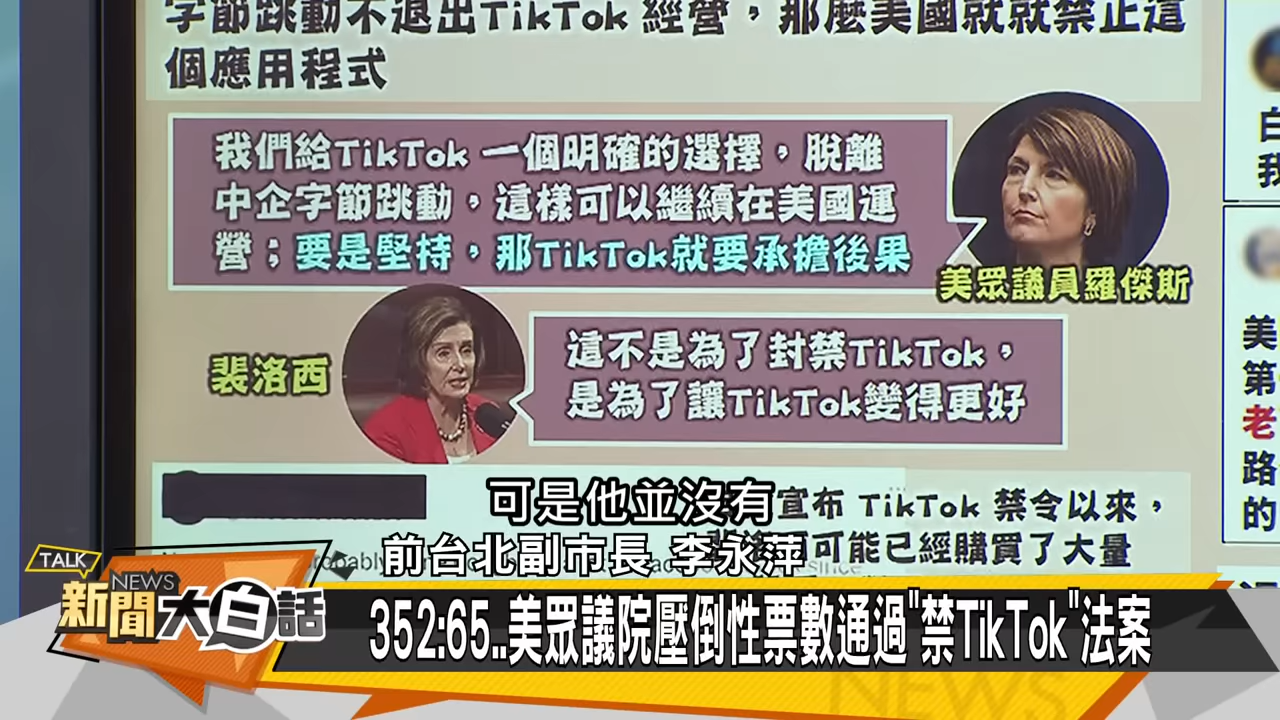 字節跳動不退出TikTok 經營，那麼美國就就禁止這
個應用程式
我們給TikTok 一個明確的選擇，脫離
中企字節跳動，這樣可以繼續在美國運
營；要是堅持，那TikTok就要承擔後果
美眾議員羅傑斯
裴洛西
這不是為了封禁TikTok，
是為了讓TikTok變得更好
宣布 TikTok 禁令以來，
可能已經購買了大量
白
我
美
第
老
路
的
可是他並沒有
前台北副市長 李永萍
TALK
NEWS
新聞大白話
352:65..美眾議院壓倒性票數通過"禁TikTok"法案
NEWS